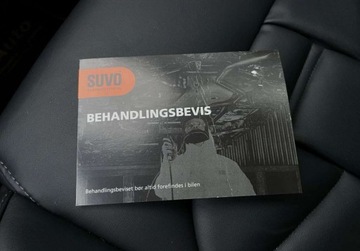 SUVO
BEHANDLINGSBEVIS
Behandlingsbeviset bør altid forefindes i bilen